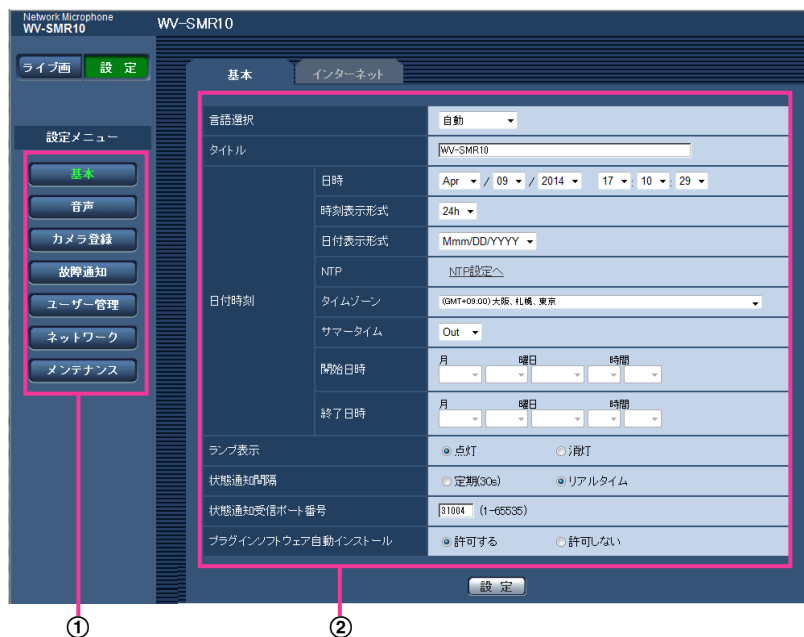 Network Microphone
WV-SMR10
WV-SMR10
ライブ画 設 定
基本 インターネット
設定メニュー
基本
音声
カメラ登録
故障通知
ユーザー管理
ネットワーク
メンテナンス
言語選択 自動
タイトル WV-SMR10
日付時刻
日時 Apr / 09 / 2014 17 : 10 : 29
時刻表示形式 24h
日付表示形式 Mmm/DD/YYYY
NTP NTP設定へ
タイムゾーン (GMT+09:00) 大阪、札幌、東京
サマータイム Out
開始日時 月 曜日 時間
終了日時 月 曜日 時間
ランプ表示 点灯 消灯
状態通知間隔 定期(30s) リアルタイム
状態通知受信ポート番号 31004 (1-65535)
プラグインソフトウェア自動インストール 許可する 許可しない
設 定
① ②